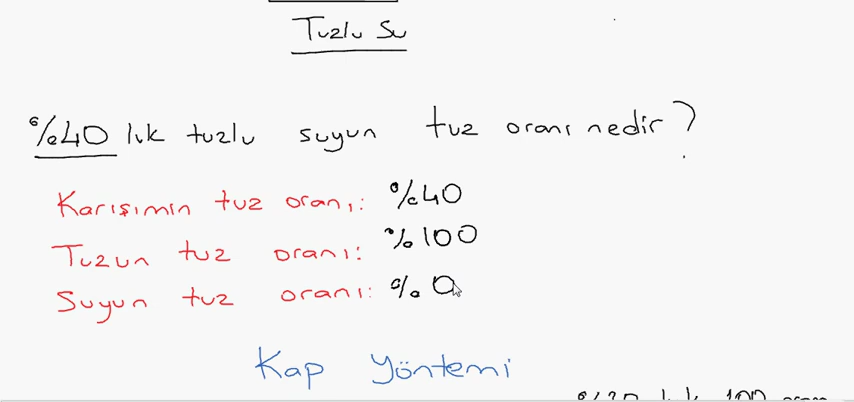 Tuzlu Su
%40 lık tuzlu suyun tuz oranı nedir?
Karışımın tuz oranı: %40
Tuzun tuz oranı: %100
Suyun tuz oranı: %0
Kap Yöntemi